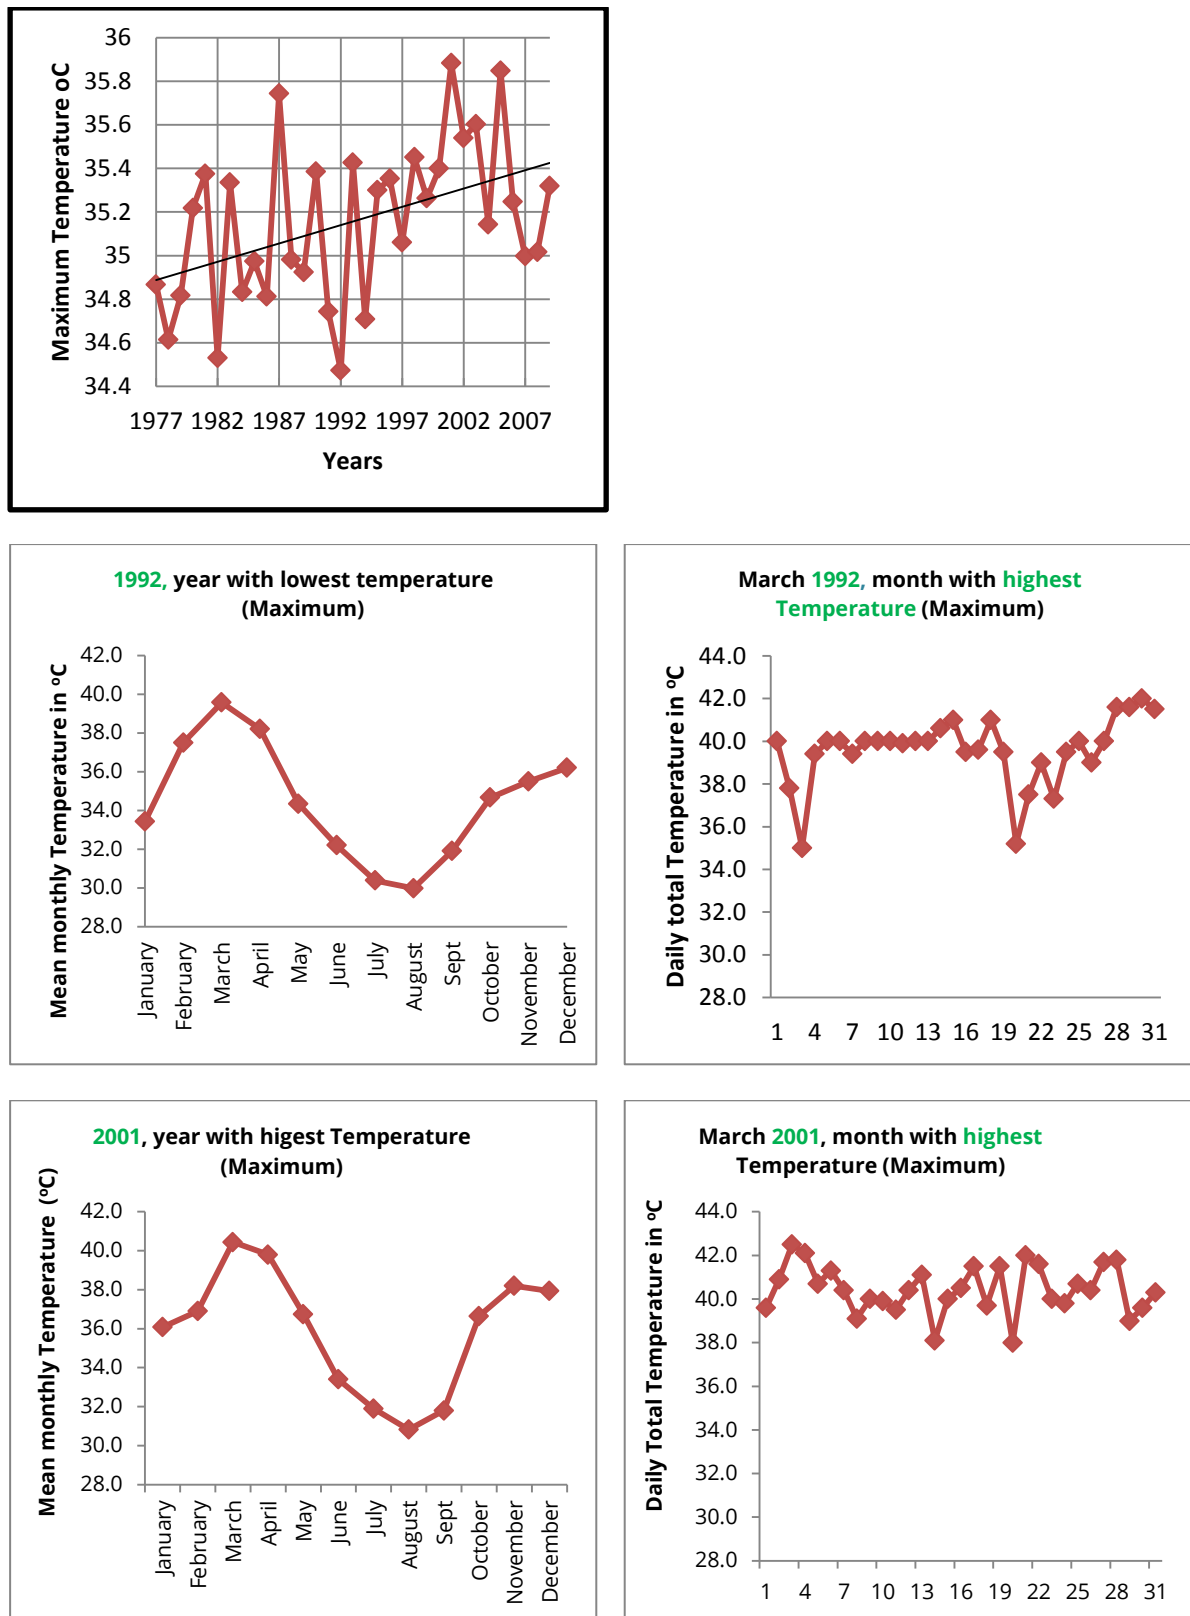 Maximum Temperature oC
36
35.8
35.6
35.4
35.2
35
34.8
34.6
34.4
1977 1982 1987 1992 1997 2002 2007
Years
1992, year with lowest temperature
(Maximum)
Mean monthly Temperature in ºC
42.0
40.0
38.0
36.0
34.0
32.0
30.0
28.0
January
February
March
April
May
June
July
August
Sept
October
November
December
March 1992, month with highest
Temperature (Maximum)
Daily total Temperature in ºC
44.0
42.0
40.0
38.0
36.0
34.0
32.0
30.0
28.0
1 4 7 10 13 16 19 22 25 28 31
2001, year with higest Temperature
(Maximum)
Mean monthly Temperature (ºC)
42.0
40.0
38.0
36.0
34.0
32.0
30.0
28.0
January
February
March
April
May
June
July
August
Sept
October
November
December
March 2001, month with highest
Temperature (Maximum)
Daily Total Temperature in ºC
44.0
42.0
40.0
38.0
36.0
34.0
32.0
30.0
28.0
1 4 7 10 13 16 19 22 25 28 31